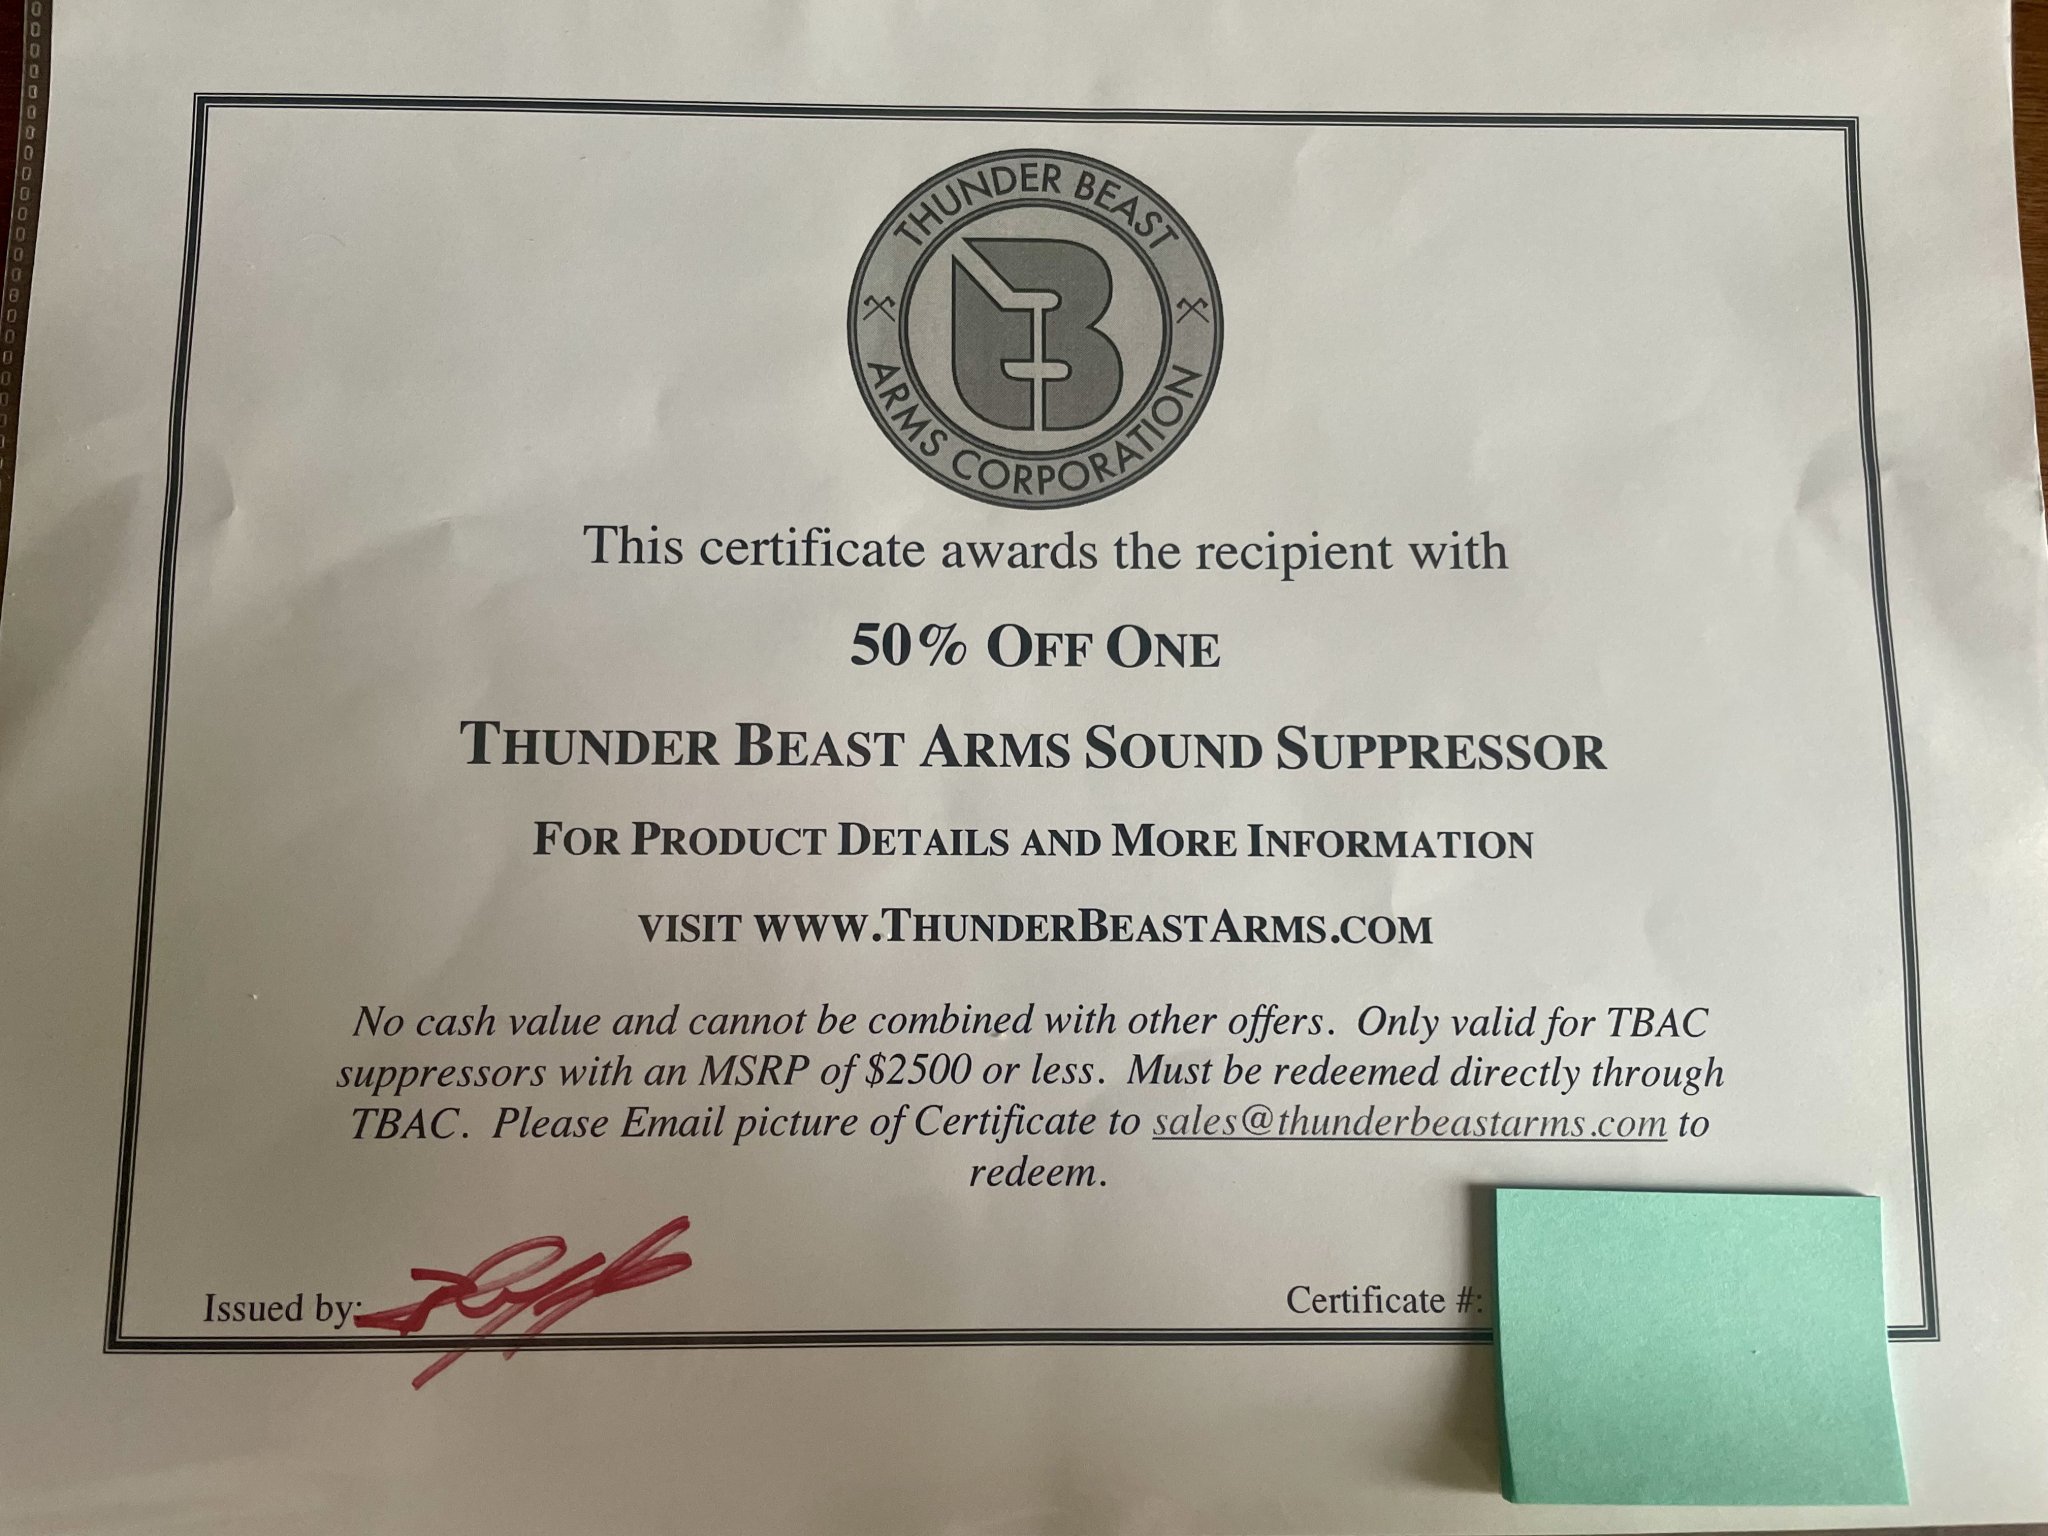 THUNDER BEAST
ARMS CORPORATION
This certificate awards the recipient with
50% OFF ONE
THUNDER BEAST ARMS SOUND SUPPRESSOR
FOR PRODUCT DETAILS AND MORE INFORMATION
VISIT WWW.THUNDERBEASTARMS.COM
No cash value and cannot be combined with other offers. Only valid for TBAC
suppressors with an MSRP of $2500 or less. Must be redeemed directly through
TBAC. Please Email picture of Certificate to sales@thunderbeastarms.com to
redeem.
Issued by:
Certificate #: